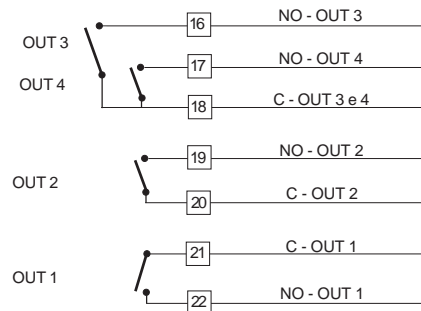 OUT 3
16 NO - OUT 3
OUT 4
17 NO - OUT 4
18 C - OUT 3 e 4
OUT 2
19 NO - OUT 2
20 C - OUT 2
OUT 1
21 C - OUT 1
22 NO - OUT 1